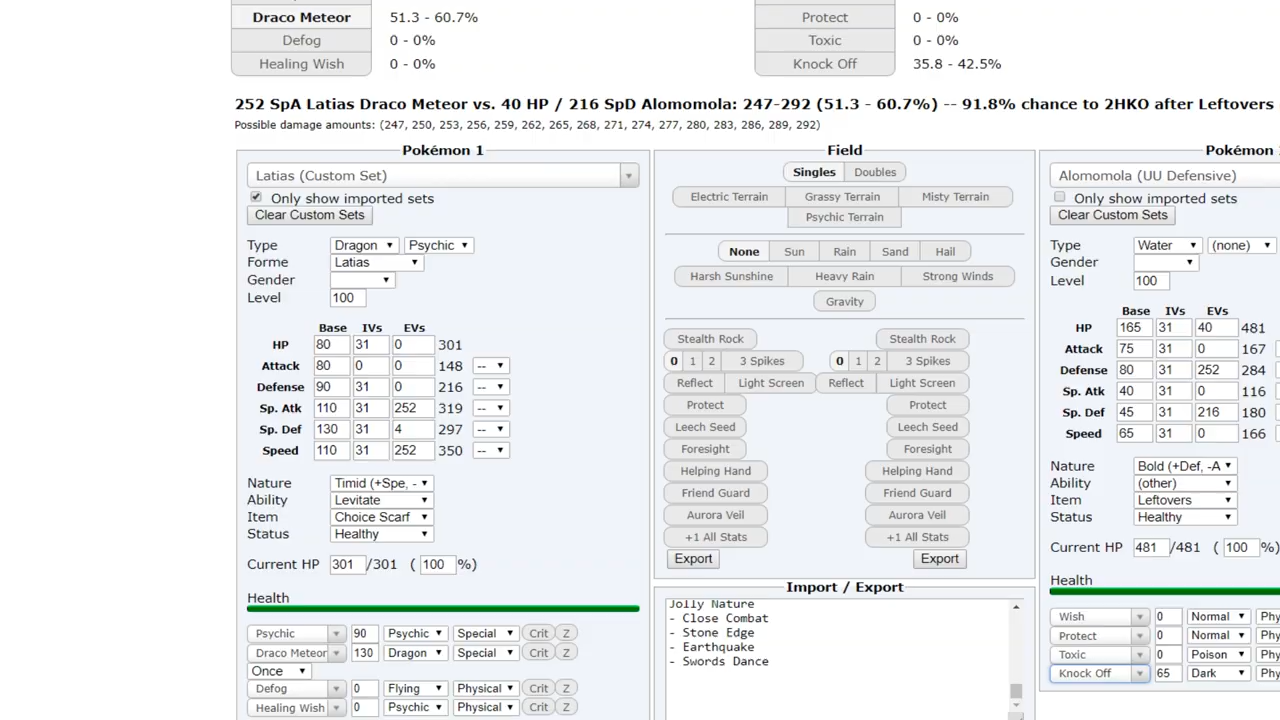 Draco Meteor 51.3 - 60.7% Protect 0 - 0%
Defog 0 - 0% Toxic 0 - 0%
Healing Wish 0 - 0% Knock Off 35.8 - 42.5%
252 SpA Latias Draco Meteor vs. 40 HP / 216 SpD Alomomola: 247-292 (51.3 - 60.7%) -- 91.8% chance to 2HKO after Leftovers
Possible damage amounts: (247, 250, 253, 256, 259, 262, 265, 268, 271, 274, 277, 280, 283, 286, 289, 292)
Pokémon 1
Latias (Custom Set)
Only show imported sets
Clear Custom Sets
Type Dragon Psychic
Forme Latias
Gender
Level 100
Base IVs EVs
HP 80 31 0 301
Attack 80 0 0 148 --
Defense 90 31 0 216 --
Sp. Atk 110 31 252 319 --
Sp. Def 130 31 4 297 --
Speed 110 31 252 350 --
Nature Timid (+Spe, -
Ability Levitate
Item Choice Scarf
Status Healthy
Current HP 301 /301 ( 100 %)
Health
Psychic 90 Psychic Special Crit Z
Draco Meteor 130 Dragon Special Crit Z
Once
Defog 0 Flying Physical Crit Z
Healing Wish 0 Psychic Physical Crit Z
Field
Singles Doubles
Electric Terrain Grassy Terrain Misty Terrain
Psychic Terrain
None Sun Rain Sand Hail
Harsh Sunshine Heavy Rain Strong Winds
Gravity
Stealth Rock Stealth Rock
0 1 2 3 Spikes 0 1 2 3 Spikes
Reflect Light Screen Reflect Light Screen
Protect Protect
Leech Seed Leech Seed
Foresight Foresight
Helping Hand Helping Hand
Friend Guard Friend Guard
Aurora Veil Aurora Veil
+1 All Stats +1 All Stats
Export Export
Import / Export
Jolly Nature
- Close Combat
- Stone Edge
- Earthquake
- Swords Dance
Pokémon
Alomomola (UU Defensive)
Only show imported sets
Clear Custom Sets
Type Water (none)
Gender
Level 100
Base IVs EVs
HP 165 31 40 481
Attack 75 31 0 167
Defense 80 31 252 284
Sp. Atk 40 31 0 116
Sp. Def 45 31 216 180
Speed 65 31 0 166
Nature Bold (+Def, -A
Ability (other)
Item Leftovers
Status Healthy
Current HP 481 /481 ( 100 %)
Health
Wish 0 Normal Phy
Protect 0 Normal Phy
Toxic 0 Poison Phy
Knock Off 65 Dark Phy